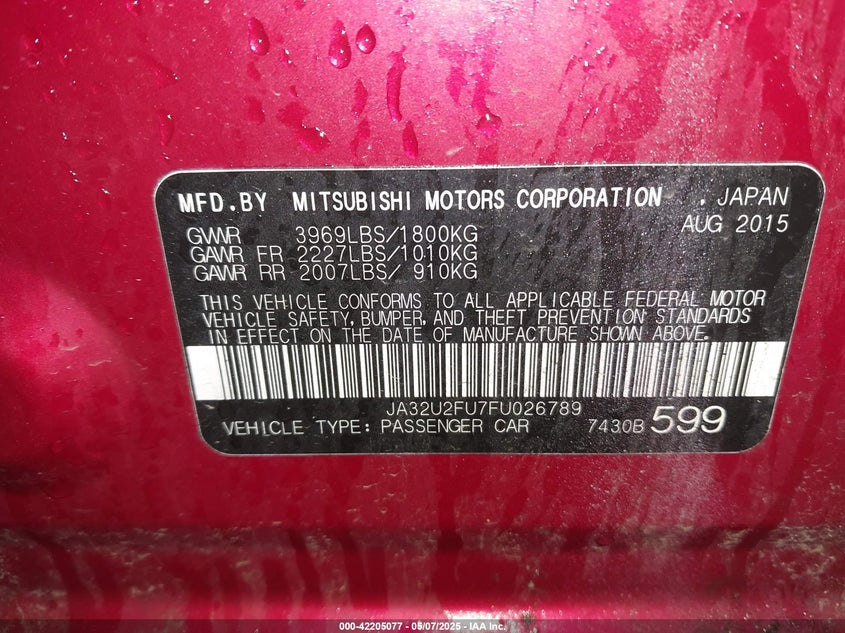 MFD.BY MITSUBISHI MOTORS CORPORATION , JAPAN
AUG 2015
GVWR 3969LBS/1800KG
GAWR FR 2227LBS/1010KG
GAWR RR 2007LBS/ 910KG
THIS VEHICLE CONFORMS TO ALL APPLICABLE FEDERAL MOTOR
VEHICLE SAFETY, BUMPER, AND THEFT PREVENTION STANDARDS
IN EFFECT ON THE DATE OF MANUFACTURE SHOWN ABOVE.
JA32U2FU7FU026789
VEHICLE TYPE: PASSENGER CAR 7430B 599
000-42205077 - 05/07/2025 - IAA Inc.